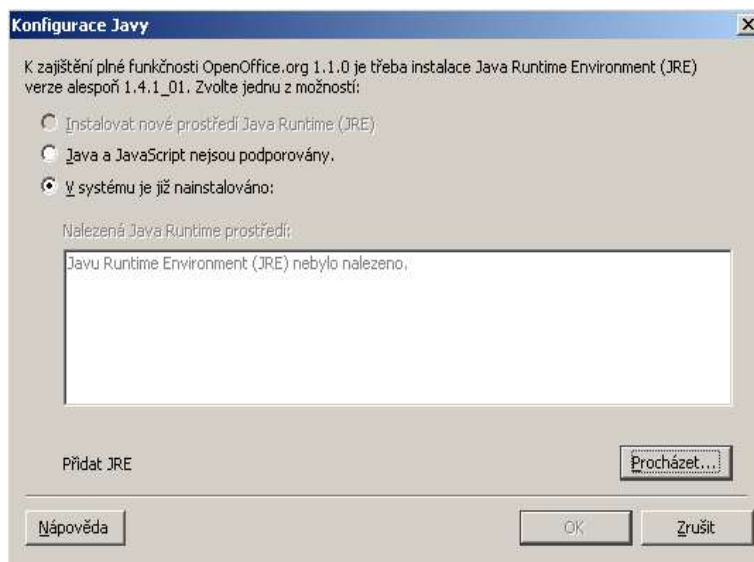 Konfigurace Javy
K zajištění plné funkčnosti OpenOffice.org 1.1.0 je třeba instalace Java Runtime Environment (JRE)
verze alespoň 1.4.1_01. Zvolte jednu z možností:
Instalovat nové prostředí Java Runtime (JRE)
Java a JavaScript nejsou podporovány.
V systému je již nainstalováno:
Nalezená Java Runtime prostředí:
Javu Runtime Environment (JRE) nebylo nalezeno.
Přidat JRE
Procházet...
Nápověda
OK
Zrušit